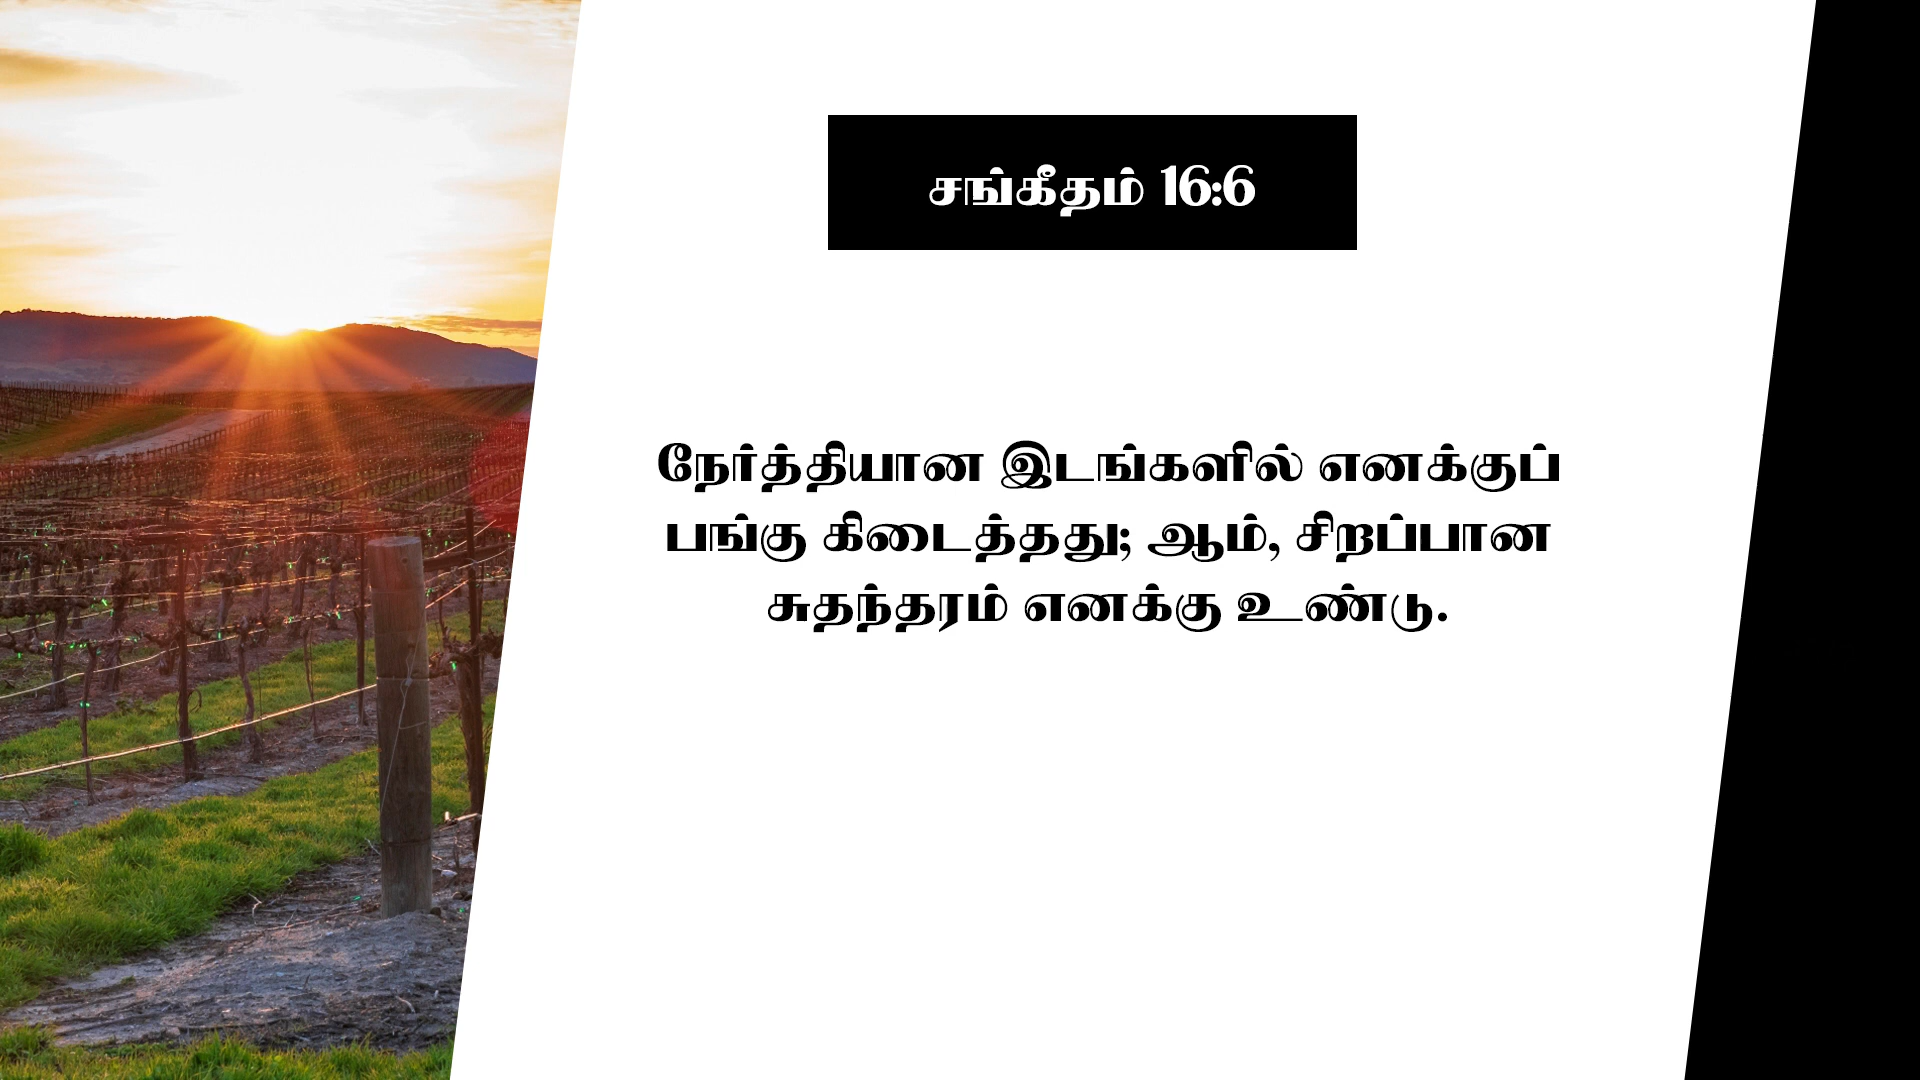 சங்கீதம் 16:6
நேர்த்தியான இடங்களில் எனக்குப்
பங்கு கிடைத்தது; ஆம், சிறப்பான
சுதந்தரம் எனக்கு உண்டு.